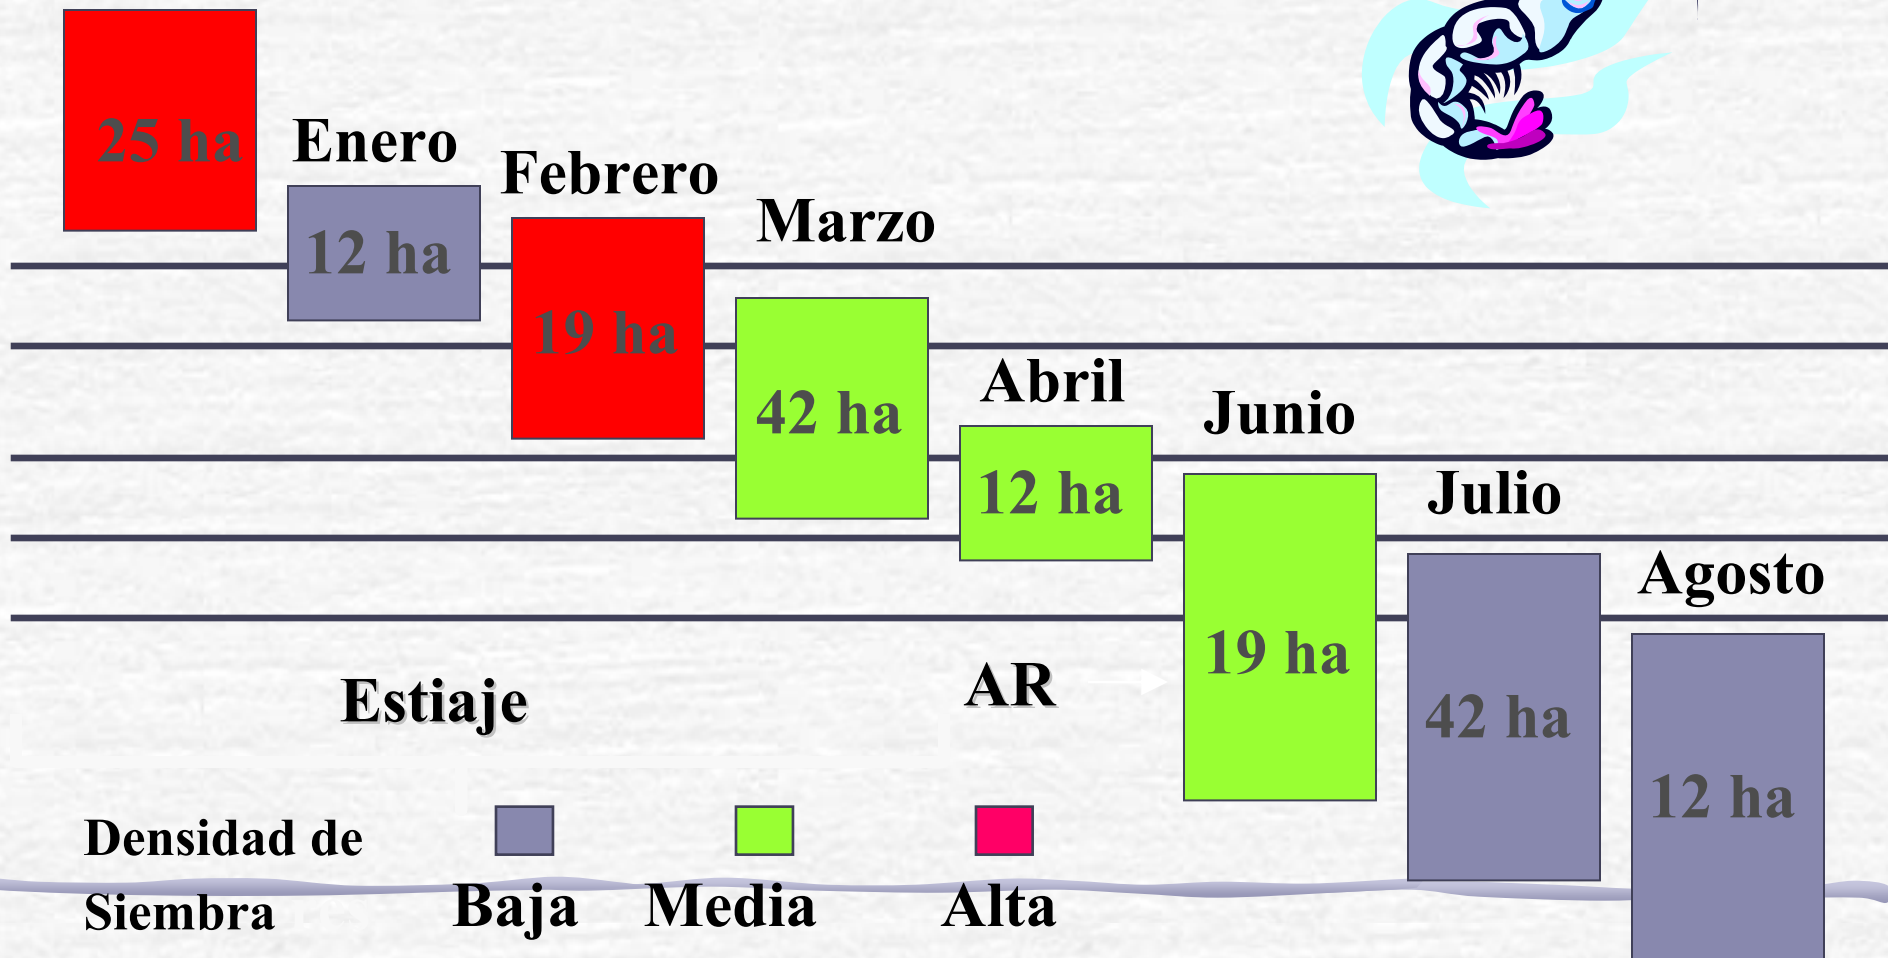 25 ha
Enero
12 ha
Febrero
19 ha
Marzo
42 ha
Abril
12 ha
Junio
19 ha
Julio
42 ha
Agosto
12 ha
Estiaje
AR
Densidad de
Siembra
Baja
Media
Alta